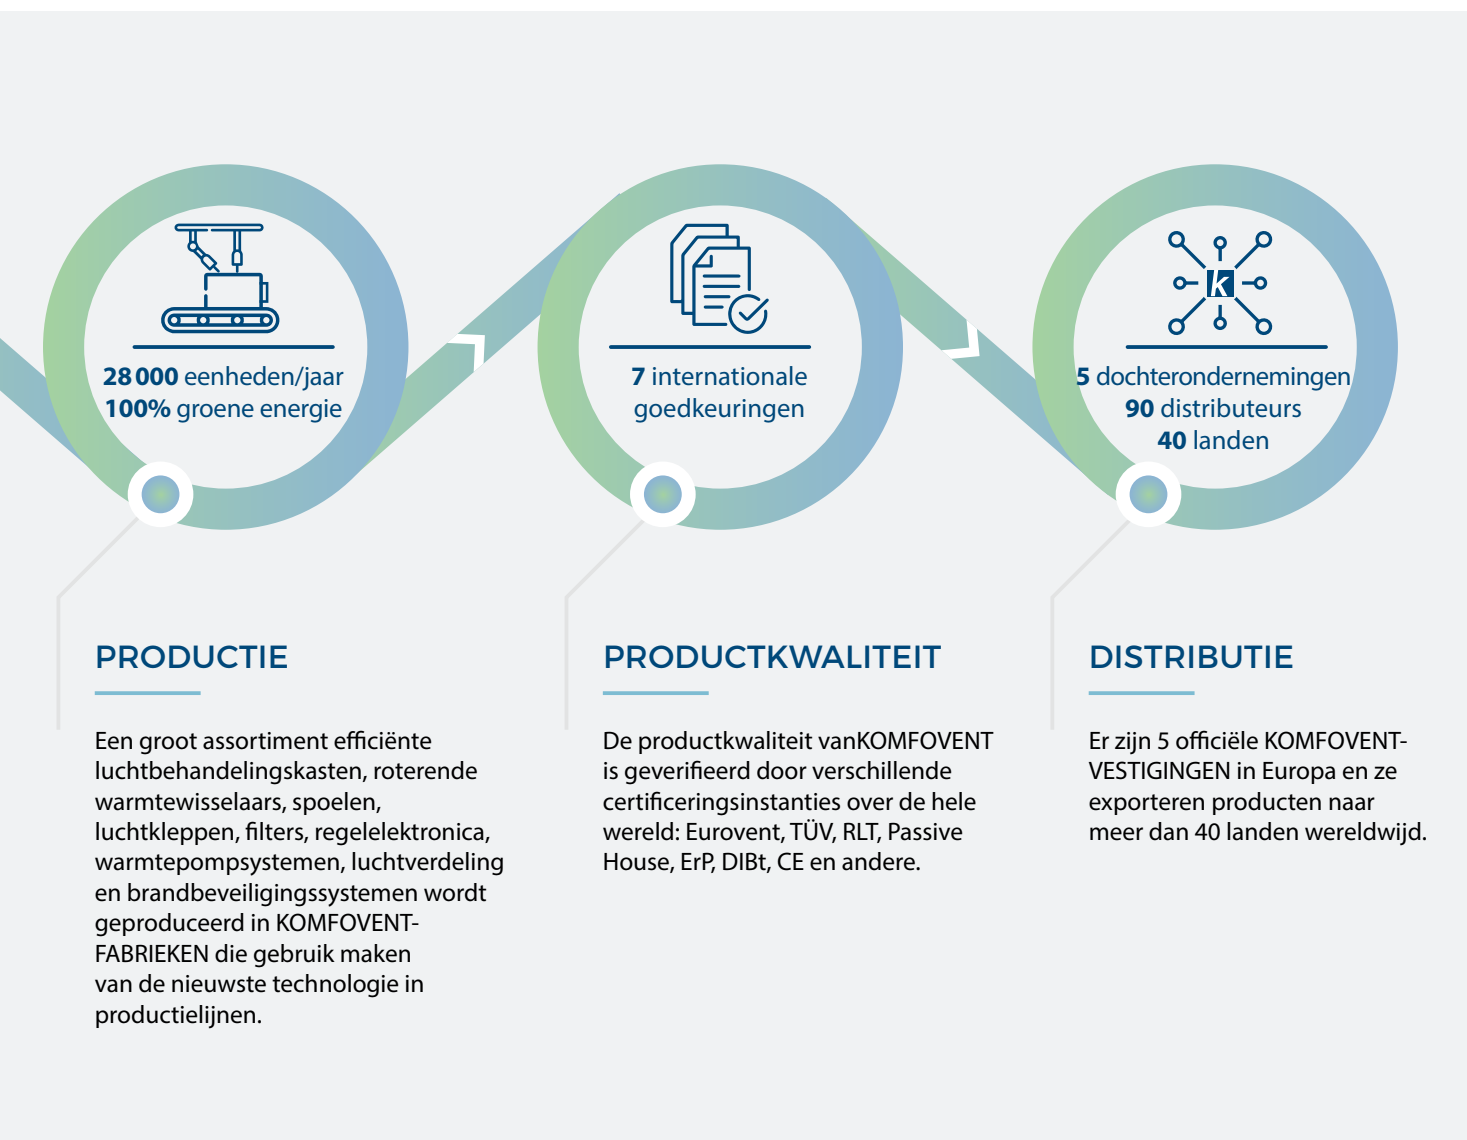 28 000 eenheden/jaar
100% groene energie
7 internationale
goedkeuringen
K
5 dochterondernemingen
90 distributeurs
40 landen
PRODUCTIE
Een groot assortiment efficiënte
luchtbehandelingskasten, roterende
warmtewisselaars, spoelen,
luchtkleppen, filters, regelelektronica,
warmtepompsystemen, luchtverdeling
en brandbeveiligingssystemen wordt
geproduceerd in KOMFOVENT-
FABRIEKEN die gebruik maken
van de nieuwste technologie in
productielijnen.
PRODUCTKWALITEIT
De productkwaliteit vanKOMFOVENT
is geverifieerd door verschillende
certificeringsinstanties over de hele
wereld: Eurovent, TÜV, RLT, Passive
House, ErP, DIBt, CE en andere.
DISTRIBUTIE
Er zijn 5 officiële KOMFOVENT-
VESTIGINGEN in Europa en ze
exporteren producten naar
meer dan 40 landen wereldwijd.